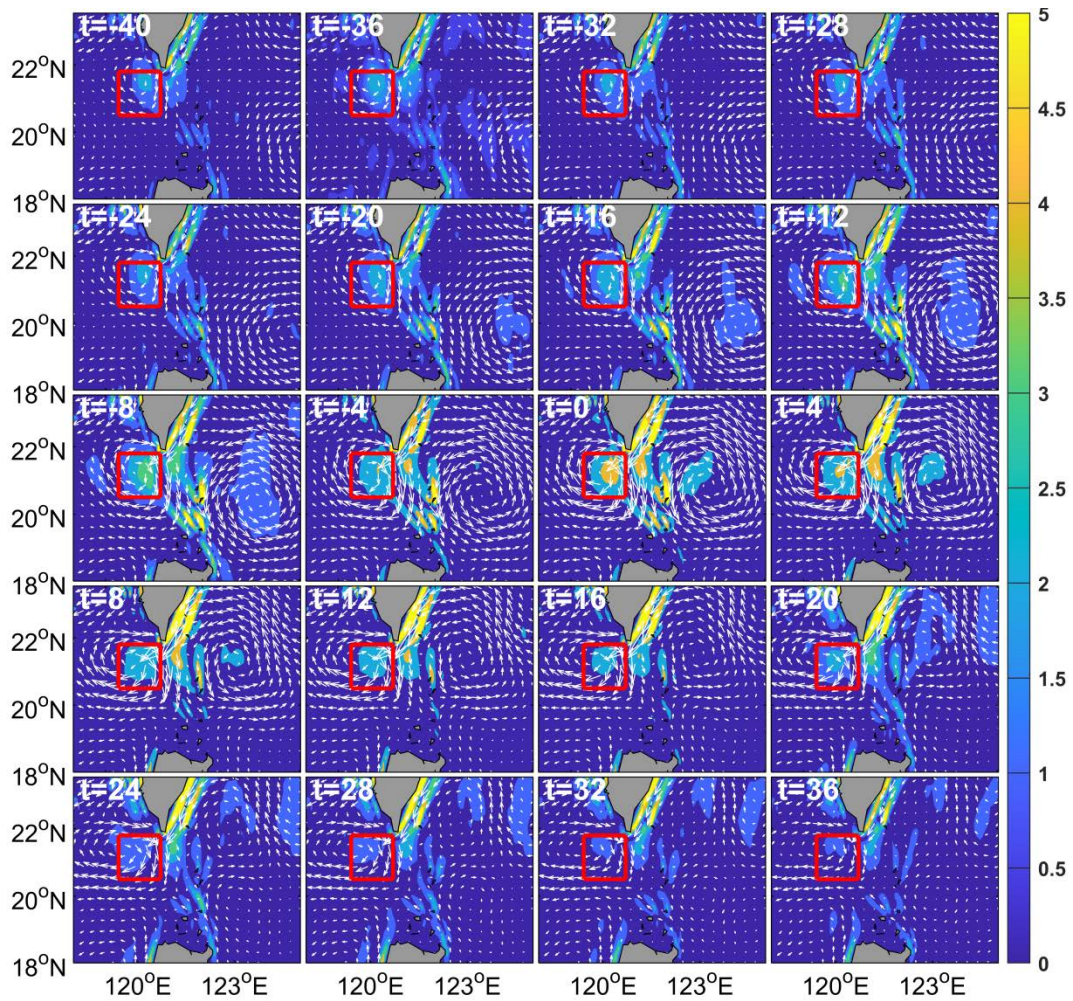 t=-40 t=-36 t=-32 t=-28 5
22°N 4.5
20°N
18°N 4
t=-24 t=-20 t=-16 t=-12
22°N 3.5
20°N
18°N 3
t=-8 t=-4 t=0 t=4
22°N 2.5
20°N
18°N 2
t=8 t=12 t=16 t=20
22°N 1.5
20°N
18°N 1
t=24 t=28 t=32 t=36
22°N 0.5
20°N
18°N 0
120°E 123°E 120°E 123°E 120°E 123°E 120°E 123°E